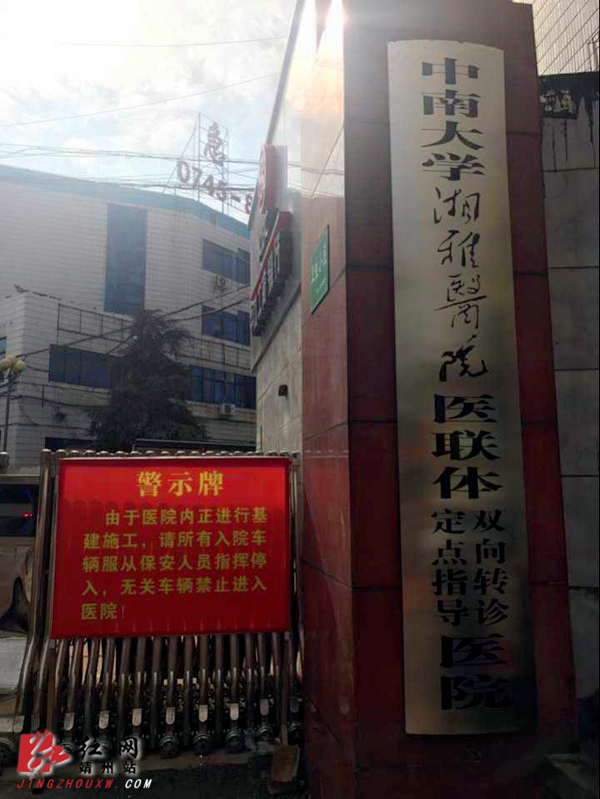 急
0745-8
中南大学湘雅醫院医联体
双向转诊
定点指导
医院
警示牌
由于医院内正进行基
建施工，请所有入院车
辆服从保安人员指挥停
入，无关车辆禁止进入
医院！
红网
靖州站
JINGZHOUXW.COM